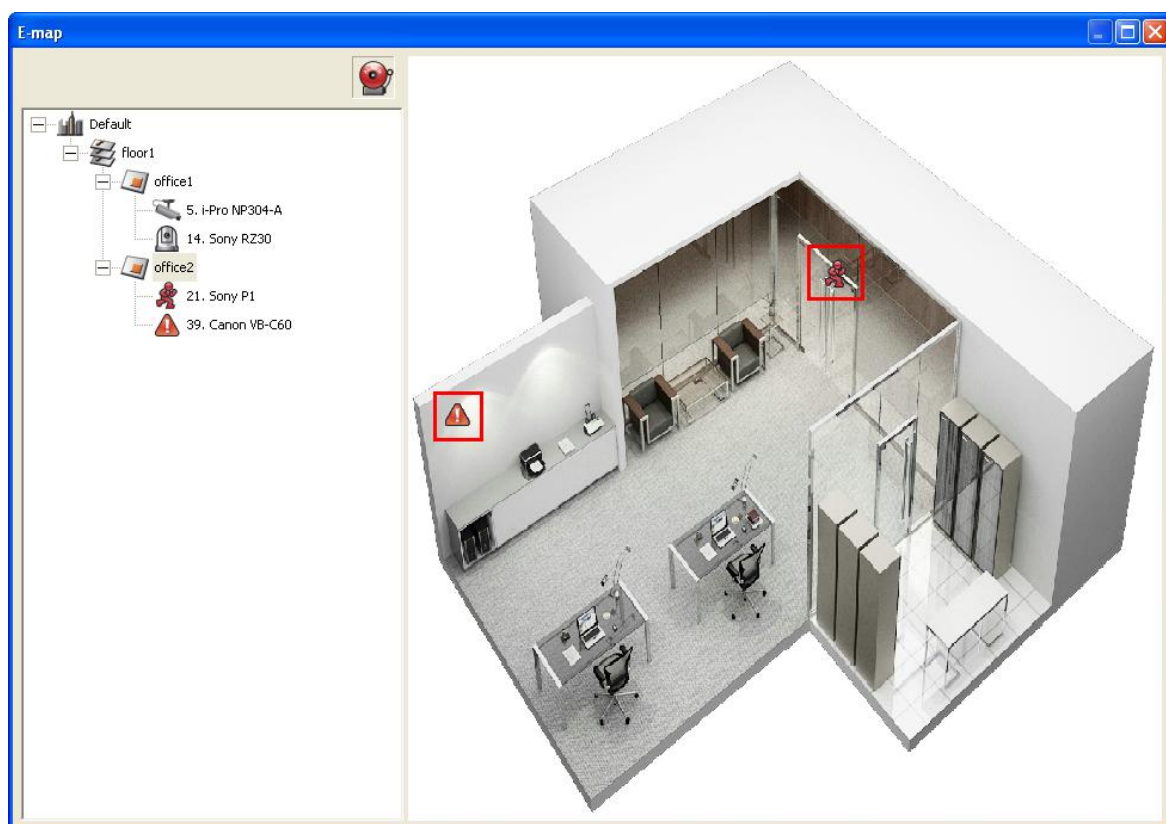 E-map
Default
floor1
office1
5. i-Pro NP304-A
14. Sony RZ30
office2
21. Sony P1
39. Canon VB-C60